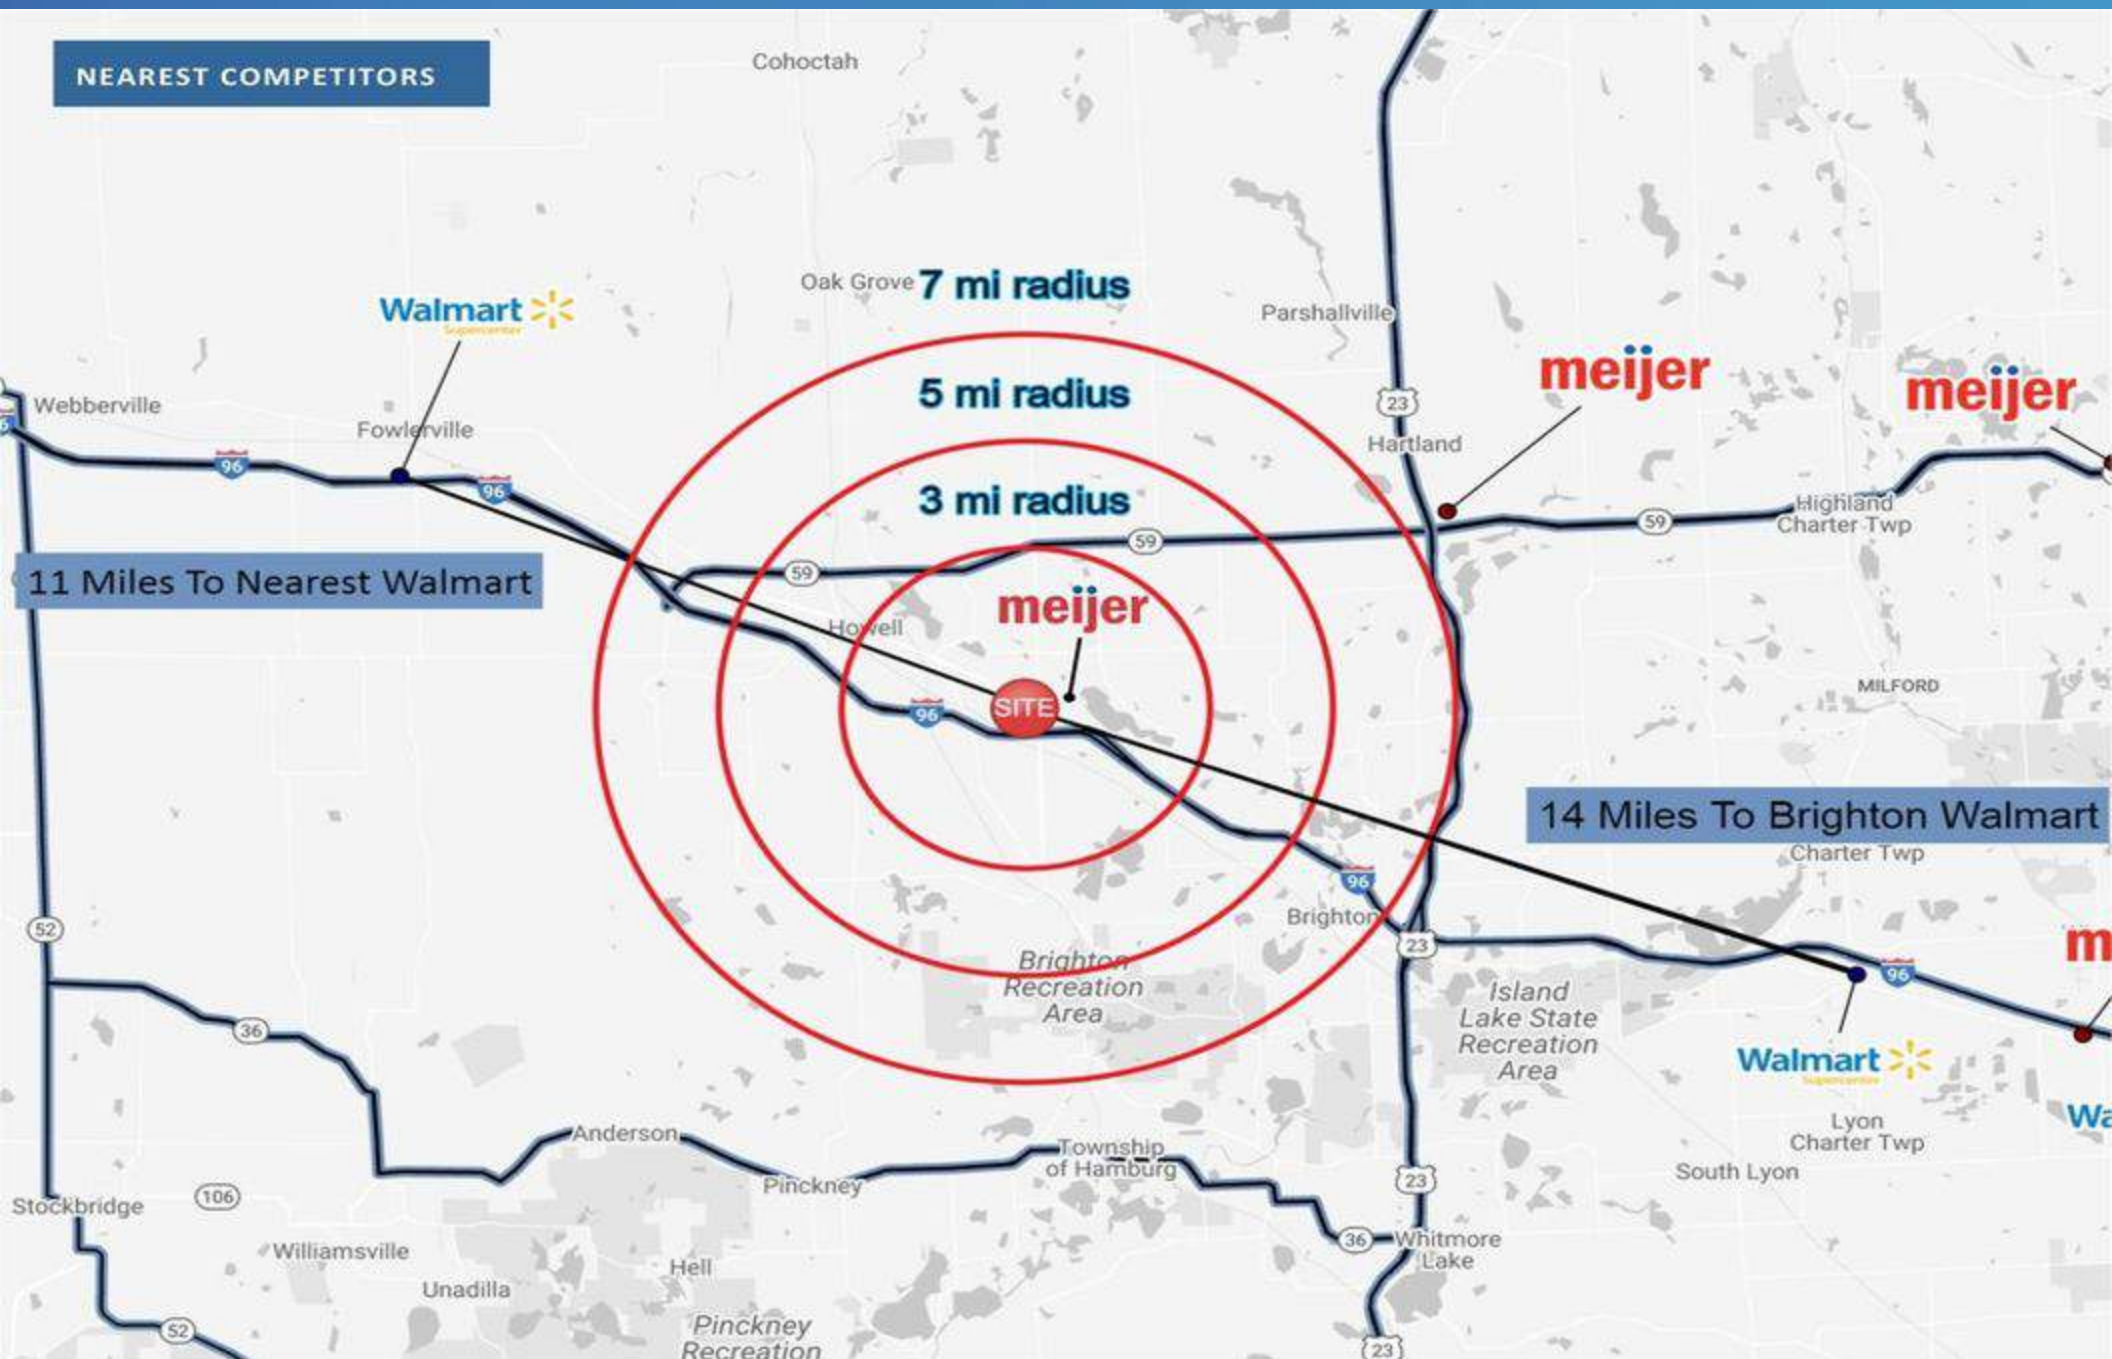 NEAREST COMPETITORS
Cohoctah
Oak Grove
7 mi radius
Parshallville
Walmart
Supercenter
5 mi radius
meijer
meijer
23
Webberville
Fowlerville
Hartland
96
96
3 mi radius
Highland
Charter Twp
59
59
59
11 Miles To Nearest Walmart
meijer
Howell
MILFORD
SITE
96
14 Miles To Brighton Walmart
Charter Twp
96
Brighton
52
23
Brighton
Recreation
Area
96
Island
Lake State
Recreation
Area
m
36
Walmart
Supercenter
Wa
Lyon
Charter Twp
Anderson
Township
of Hamburg
South Lyon
Pinckney
23
106
Stockbridge
36
Whitmore
Lake
Williamsville
Hell
Unadilla
Pinckney
Recreation
52
23